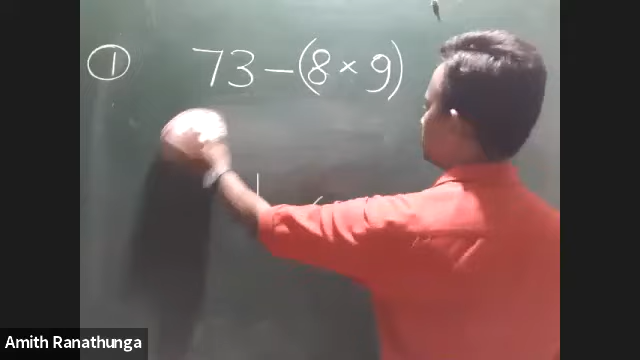 ① 73 – (8 × 9)
Amith Ranathunga